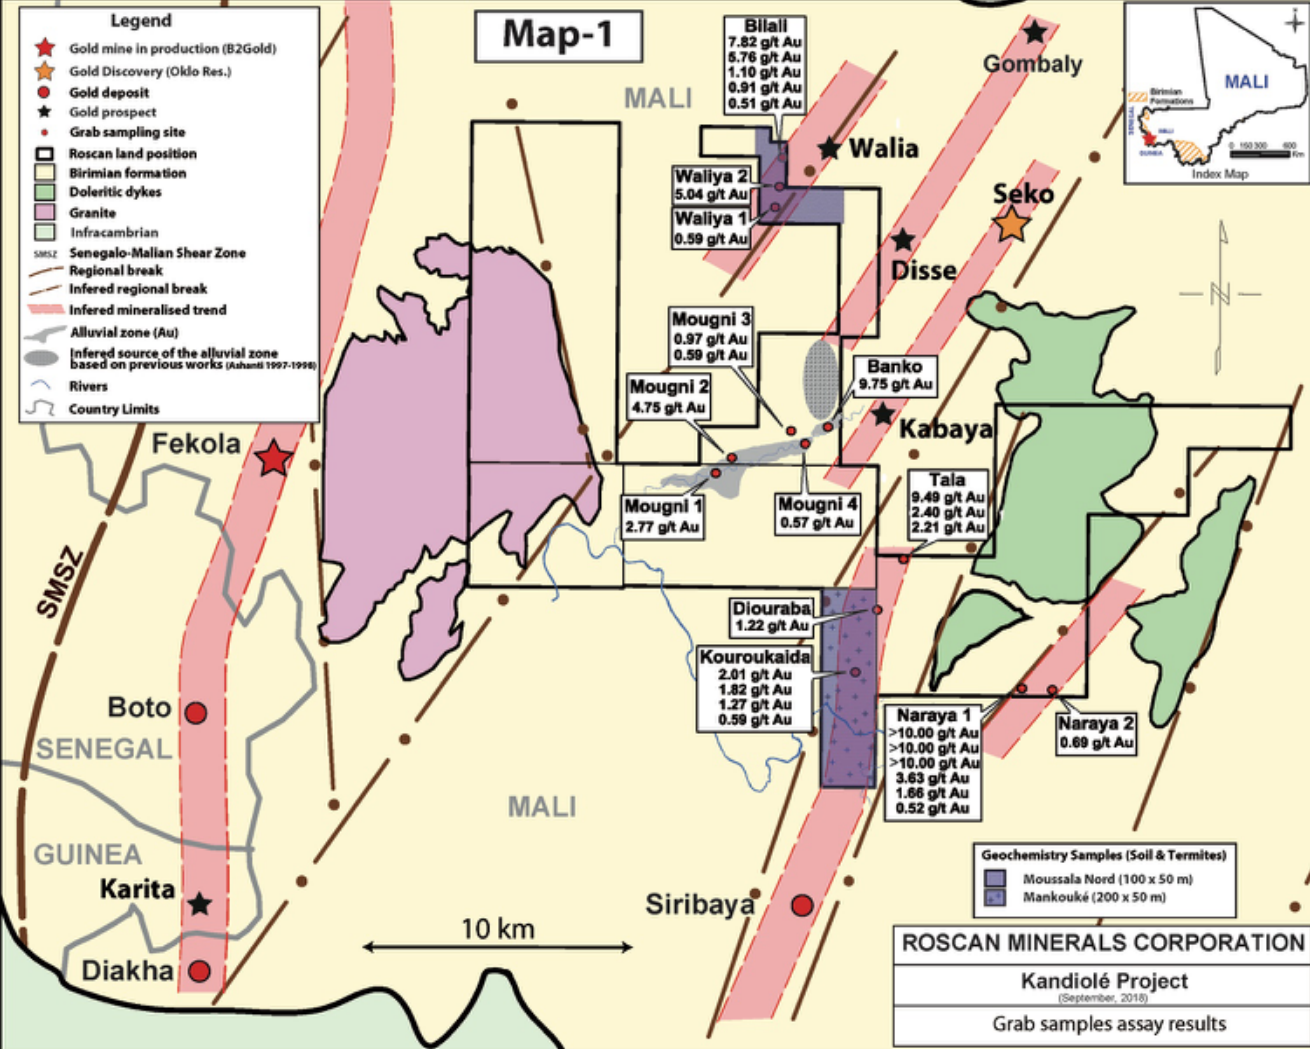 Legend
Gold mine in production (B2Gold)
Gold Discovery (Oklo Res.)
Gold deposit
Gold prospect
Grab sampling site
Roscan land position
Birimian formation
Doleritic dykes
Granite
Infracambrian
SMSZ Senegalo-Malian Shear Zone
Regional break
Infered regional break
Infered mineralised trend
Alluvial zone (Au)
Infered source of the alluvial zone
based on previous works (Ashanti 1997-1998)
Rivers
Country Limits
Map-1
MALI
Bilali
7.82 g/t Au
5.76 g/t Au
1.10 g/t Au
0.91 g/t Au
0.51 g/t Au
Gombaly
Walia
Waliya 2
5.04 g/t Au
Waliya 1
0.59 g/t Au
Seko
Disse
MALI
Birimian
Formations
SENEGAL
MALI
GUINEA
0 150 300 600
Km
Index Map
N
Mougni 3
0.97 g/t Au
0.59 g/t Au
Mougni 2
4.75 g/t Au
Banko
9.75 g/t Au
Kabaya
Fekola
Mougni 1
2.77 g/t Au
Mougni 4
0.57 g/t Au
Tala
9.49 g/t Au
2.40 g/t Au
2.21 g/t Au
SMSZ
Diouraba
1.22 g/t Au
Kouroukaida
2.01 g/t Au
1.82 g/t Au
1.27 g/t Au
0.59 g/t Au
Naraya 1
>10.00 g/t Au
>10.00 g/t Au
>10.00 g/t Au
3.63 g/t Au
1.66 g/t Au
0.52 g/t Au
Naraya 2
0.69 g/t Au
Boto
SENEGAL
MALI
GUINEA
Karita
Diakha
Siribaya
10 km
Geochemistry Samples (Soil & Termites)
Moussala Nord (100 x 50 m)
Mankouké (200 x 50 m)
ROSCAN MINERALS CORPORATION
Kandiolé Project
(September, 2018)
Grab samples assay results